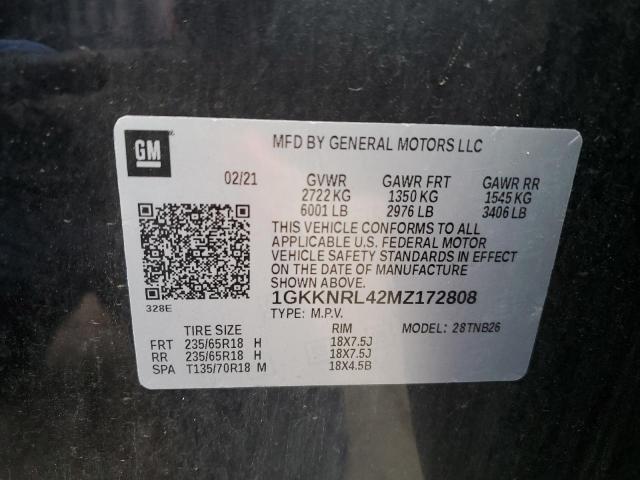 GM
MFD BY GENERAL MOTORS LLC
02/21 GVWR GAWR FRT GAWR RR
2722 KG 1350 KG 1545 KG
6001 LB 2976 LB 3406 LB
THIS VEHICLE CONFORMS TO ALL
APPLICABLE U.S. FEDERAL MOTOR
VEHICLE SAFETY STANDARDS IN EFFECT
ON THE DATE OF MANUFACTURE
SHOWN ABOVE.
1GKKNRL42MZ172808
328E
TYPE: M.P.V. MODEL: 28TNB26
TIRE SIZE RIM
FRT 235/65R18 H 18X7.5J
RR 235/65R18 H 18X7.5J
SPA T135/70R18 M 18X4.5B